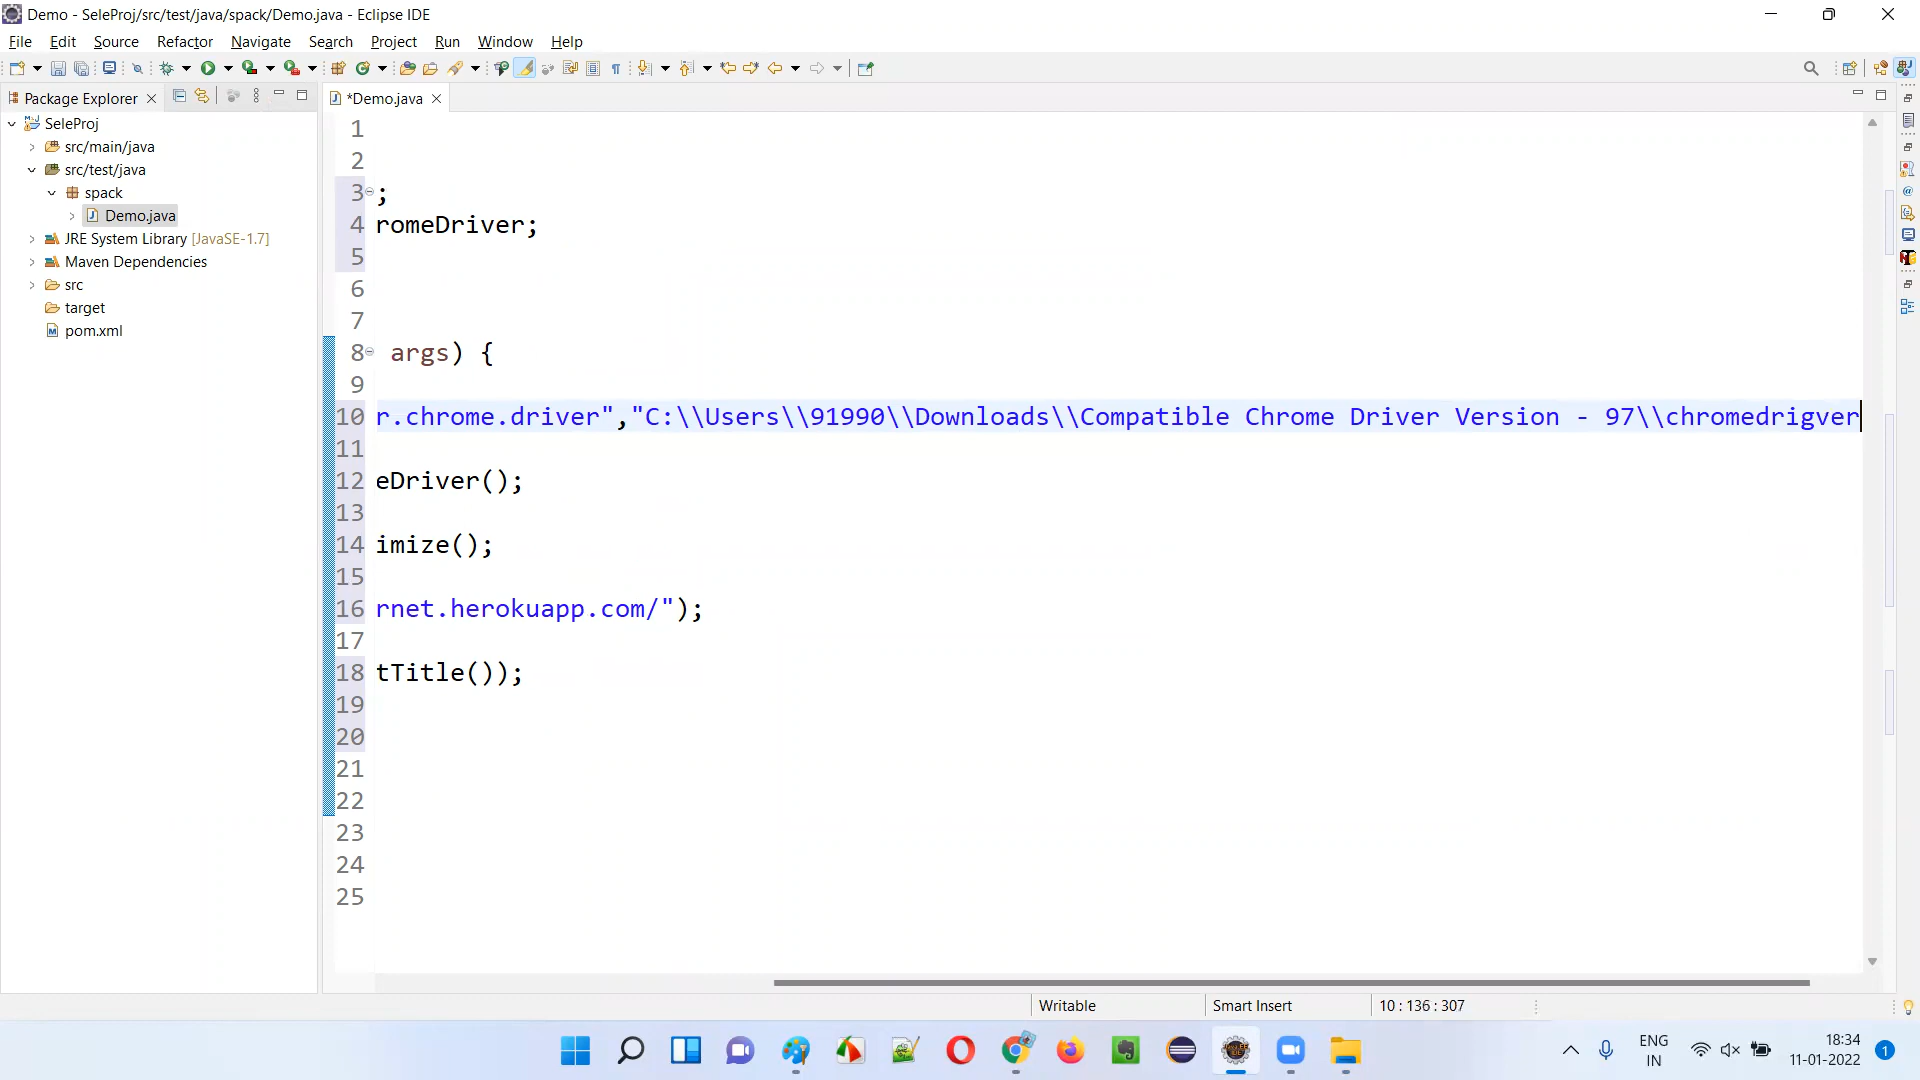 Demo - SeleProj/src/test/java/spack/Demo.java - Eclipse IDE
File Edit Source Refactor Navigate Search Project Run Window Help
Package Explorer
*Demo.java
SeleProj
src/main/java
src/test/java
spack
Demo.java
JRE System Library [JavaSE-1.7]
Maven Dependencies
src
target
pom.xml
1
2
3 ;
4 romeDriver;
5
6
7
8 args) {
9
10 r.chrome.driver","C:\\Users\\91990\\Downloads\\Compatible Chrome Driver Version - 97\\chromedrigver
11
12 eDriver();
13
14 imize();
15
16 rnet.herokuapp.com/");
17
18 tTitle());
19
20
21
22
23
24
25
Writable
Smart Insert
10 : 136 : 307
ENG
IN
18:34
11-01-2022
1